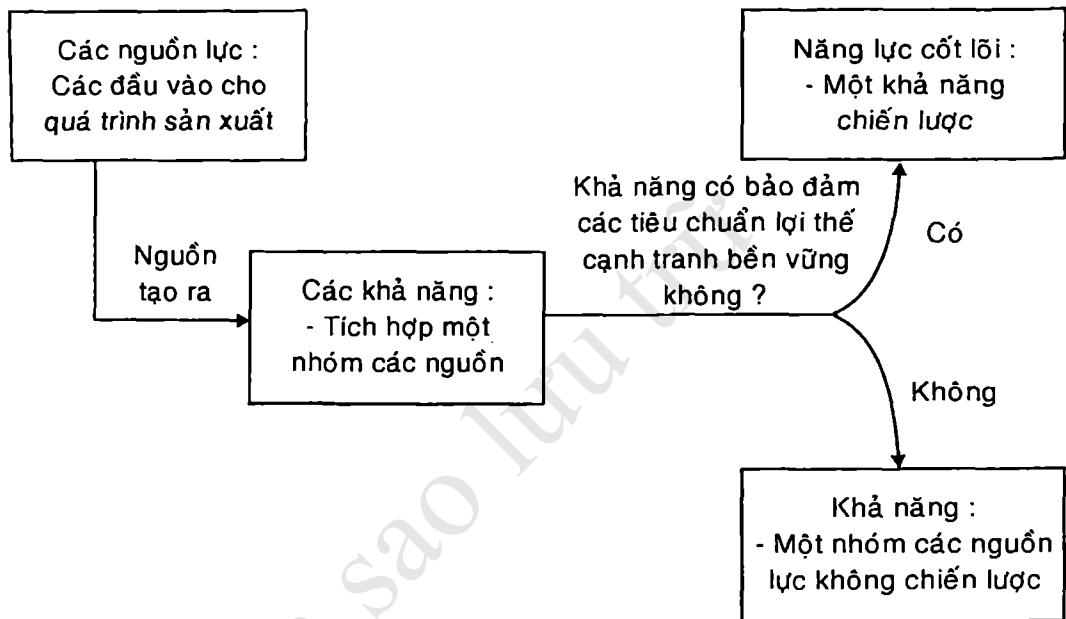 Các nguồn lực :
Các đầu vào cho
quá trình sản xuất
Năng lực cốt lõi :
- Một khả năng
chiến lược
Nguồn
tạo ra
Các khả năng :
- Tích hợp một
nhóm các nguồn
Khả năng có bảo đảm
các tiêu chuẩn lợi thế
cạnh tranh bền vững
không ?
Có
Không
Khả năng :
- Một nhóm các nguồn
lực không chiến lược
sao lưu trữ